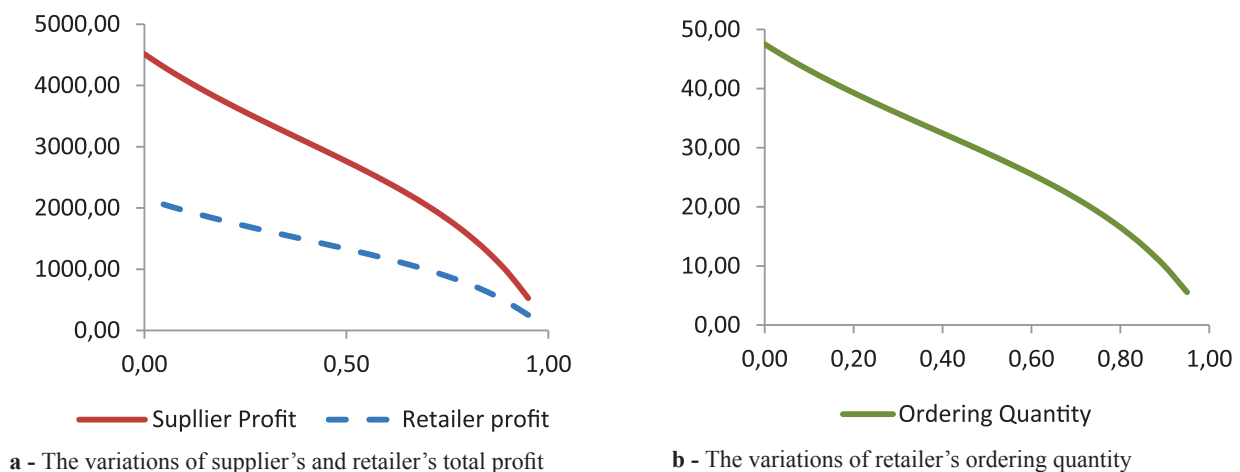 5000,00
4000,00
3000,00
2000,00
1000,00
0,00
0,00 0,50 1,00
Supllier Profit Retailer profit
a - The variations of supplier's and retailer's total profit
50,00
40,00
30,00
20,00
10,00
0,00
0,00 0,20 0,40 0,60 0,80 1,00
Ordering Quantity
b - The variations of retailer's ordering quantity